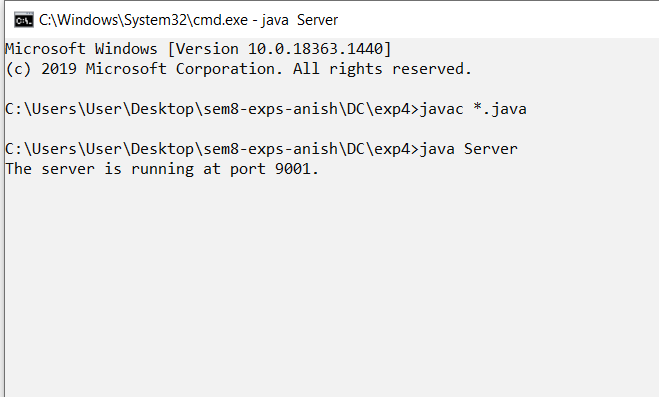 C:\Windows\System32\cmd.exe - java  Server
Microsoft Windows [Version 10.0.18363.1440]
(c) 2019 Microsoft Corporation. All rights reserved.
C:\Users\User\Desktop\sem8-exps-anish\DC\exp4>javac *.java
C:\Users\User\Desktop\sem8-exps-anish\DC\exp4>java Server
The server is running at port 9001.